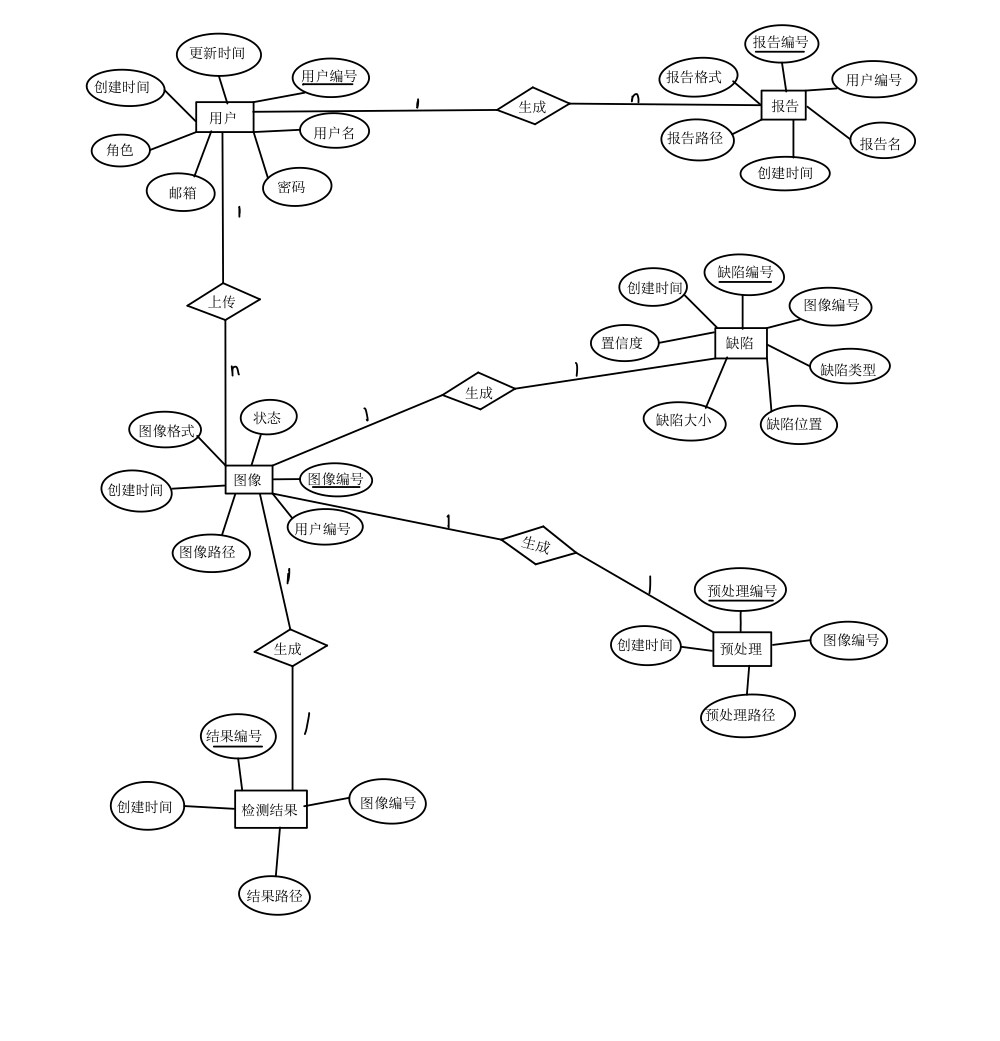 更新时间
创建时间
用户编号
用户
用户名
角色
邮箱
密码
1
生成
n
报告编号
报告格式
用户编号
报告
报告路径
报告名
创建时间
1
上传
n
缺陷编号
创建时间
图像编号
置信度
缺陷
缺陷类型
缺陷大小
缺陷位置
1
生成
1
状态
图像格式
图像
图像编号
创建时间
用户编号
图像路径
1
生成
1
预处理编号
创建时间
预处理
图像编号
预处理路径
1
生成
1
结果编号
创建时间
检测结果
图像编号
结果路径